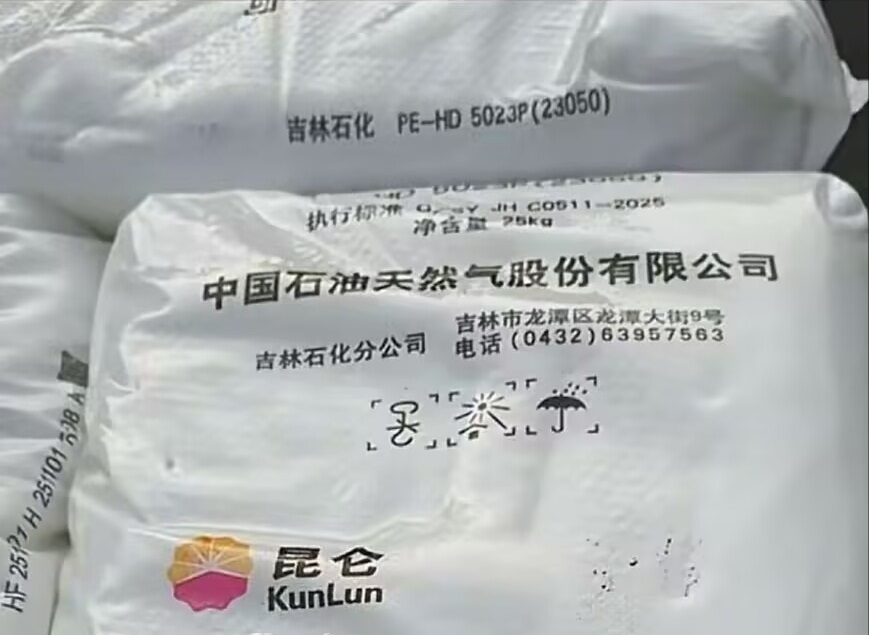 吉林石化 PE-HD 5023P(23050)
执行标准 Q/SY JH C0511-2025
净含量 25kg
中国石油天然气股份有限公司
吉林石化分公司
吉林市龙潭区龙潭大街9号
电话(0432)63957563
昆仑
KunLun